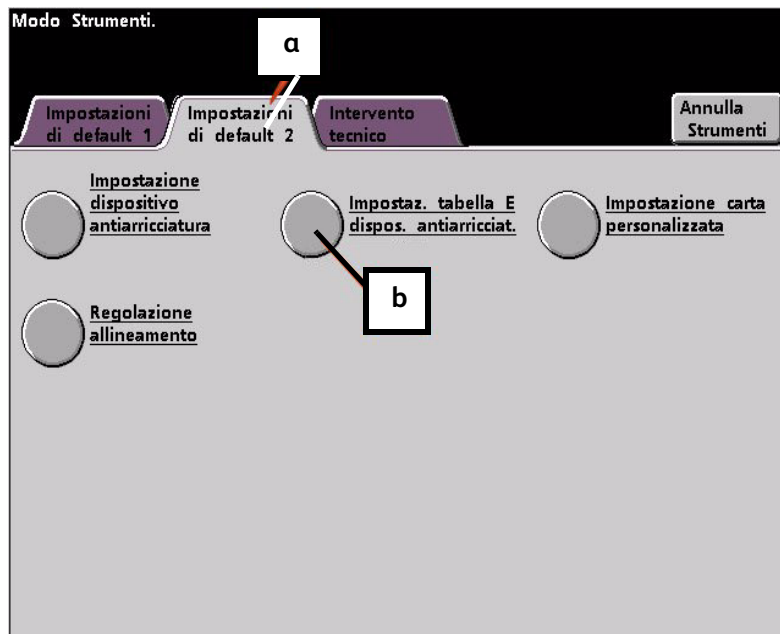 Modo Strumenti.
a
Impostazioni
di default 1
Impostazioni
di default 2
Intervento
tecnico
Annulla
Strumenti
Impostazione
dispositivo
antiarricciatura
Impostaz. tabella E
dispos. antiarricciat.
Impostazione carta
personalizzata
b
Regolazione
allineamento